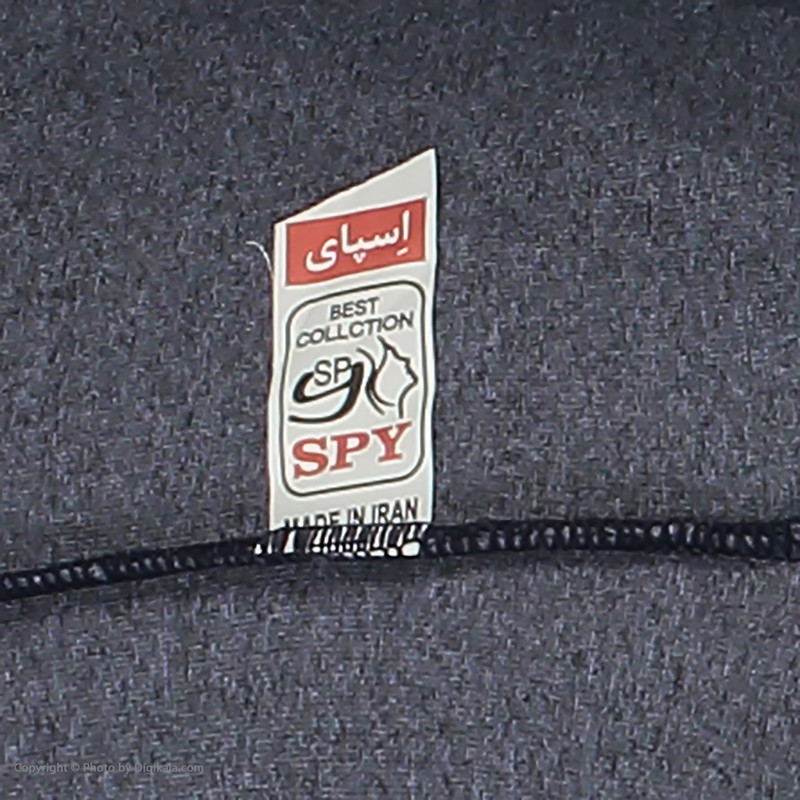 اِسپای
BEST
COLLCTION
SP
SPY
MADE IN IRAN
Copyright © Photo by Digikala.com